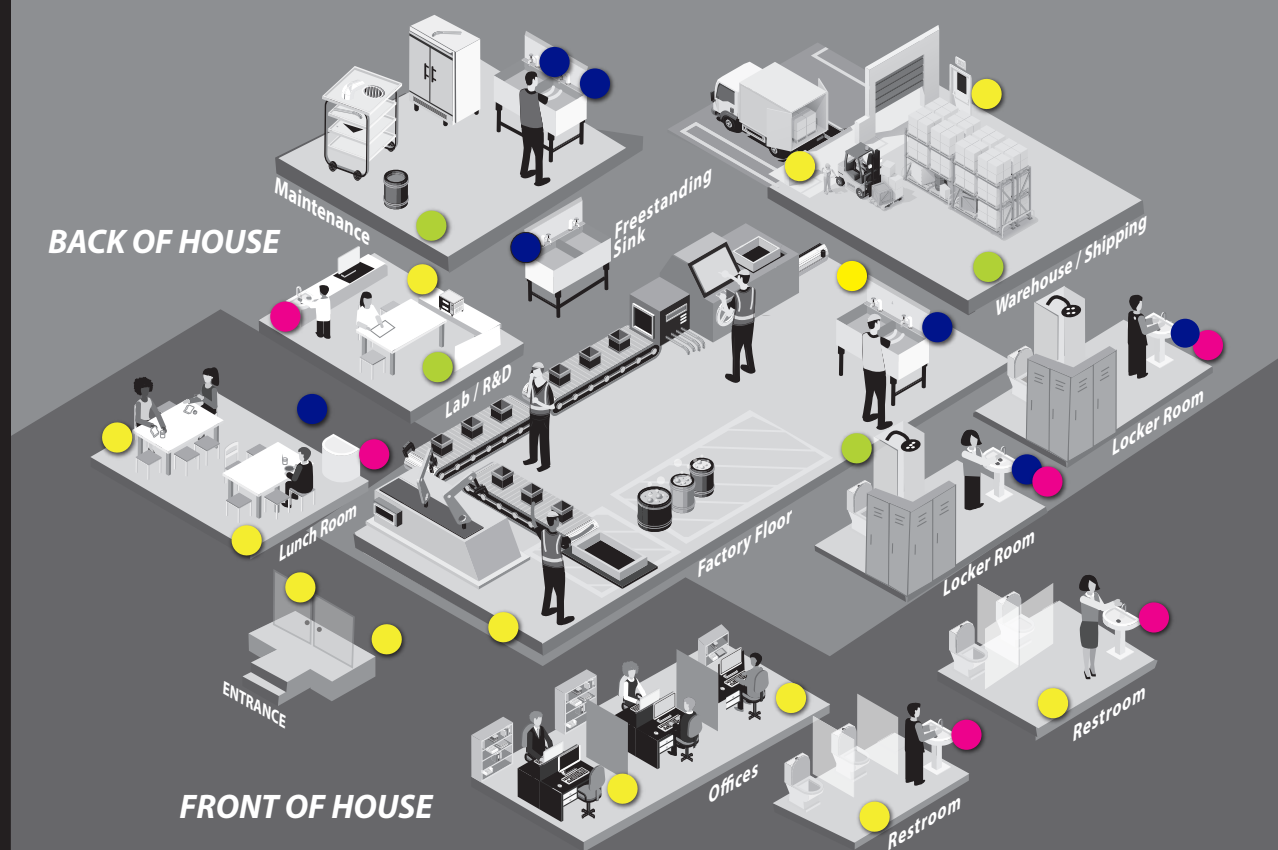 Maintenance
Freestanding
Sink
Warehouse / Shipping
BACK OF HOUSE
Lab / R&D
Locker Room
Locker Room
Lunch Room
Factory Floor
ENTRANCE
Restroom
Offices
FRONT OF HOUSE
Restroom